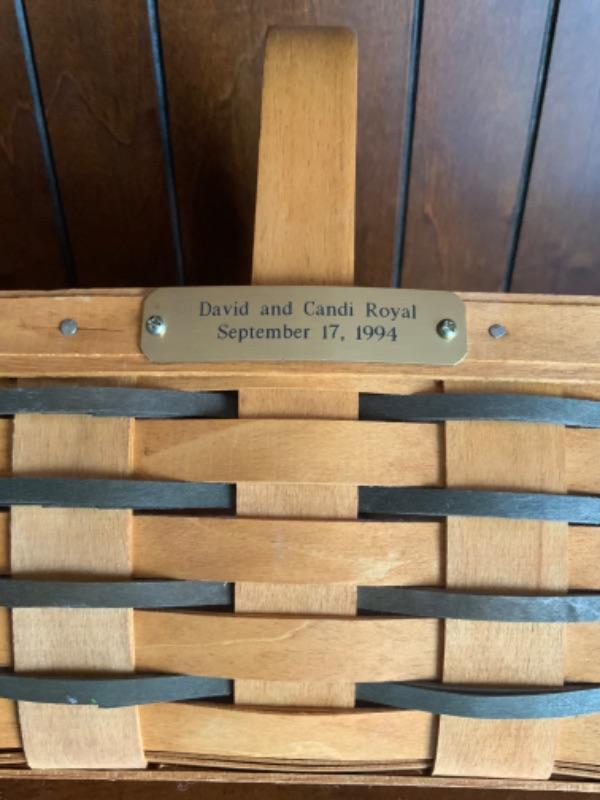 David and Candi Royal
September 17, 1994